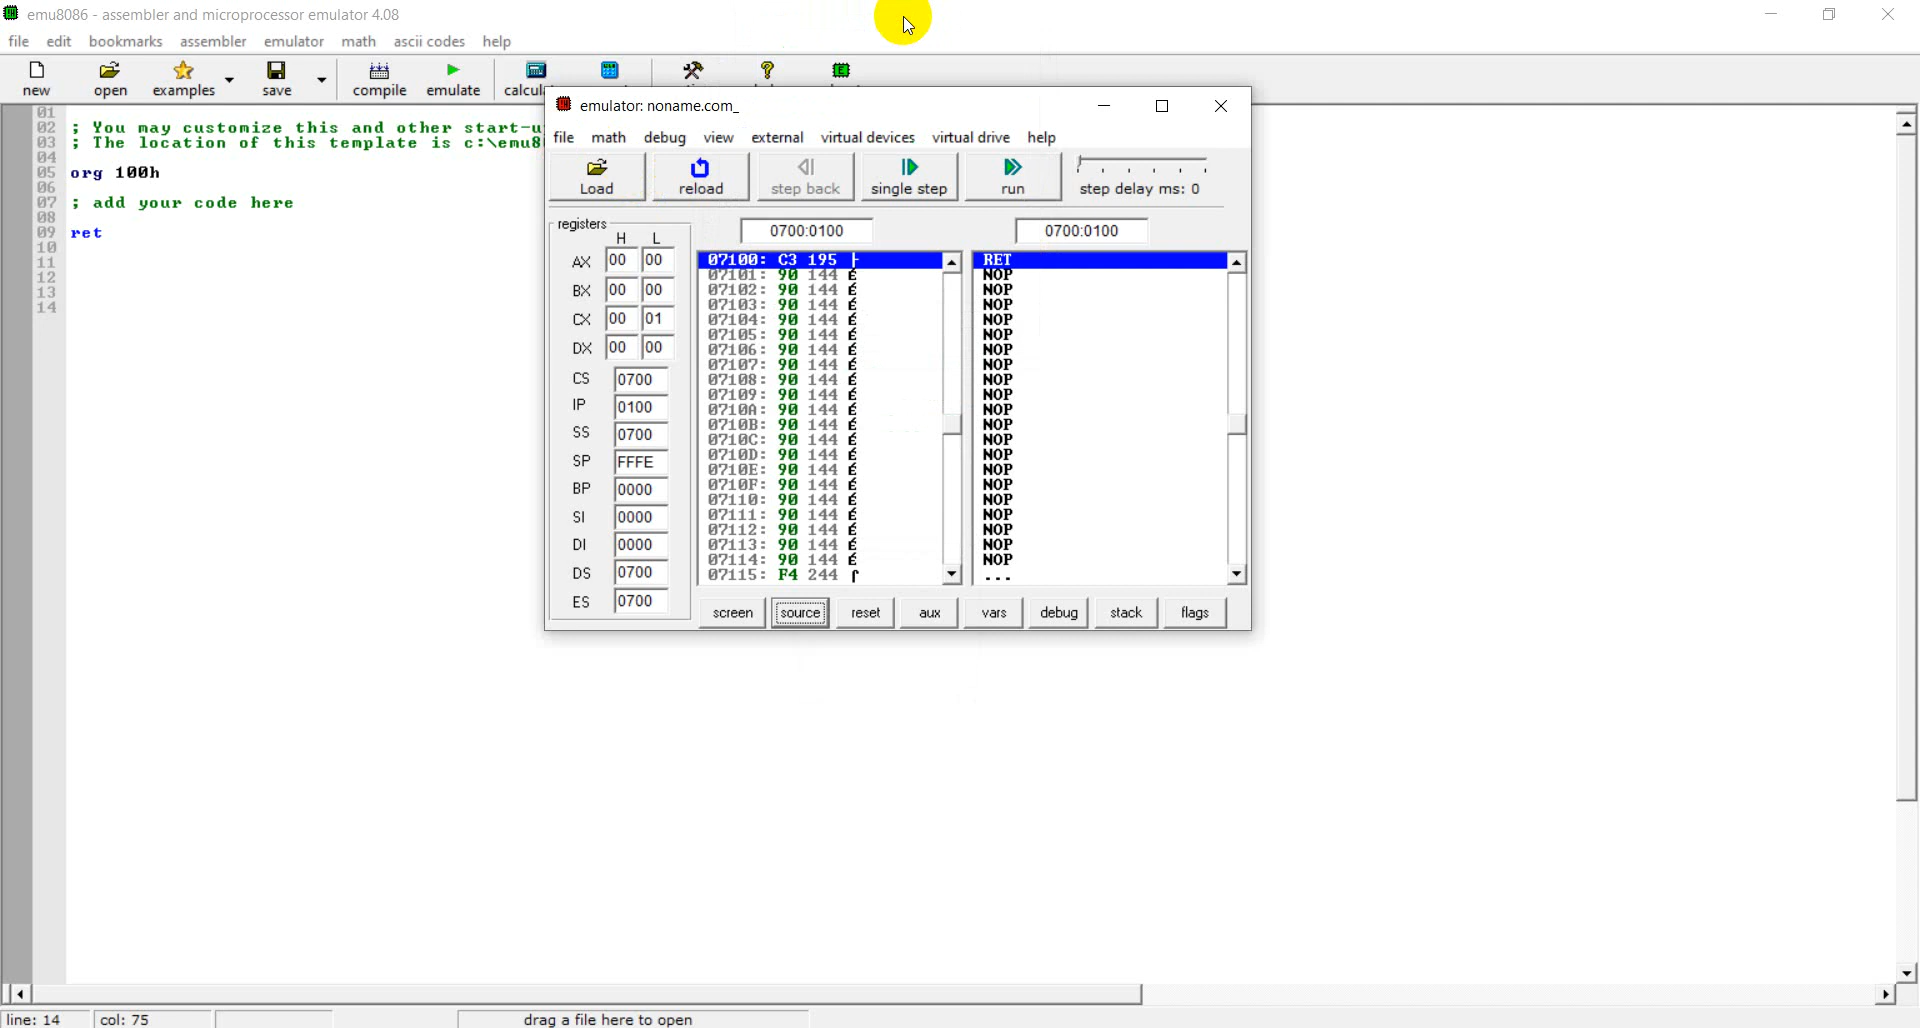 emu8086 - assembler and microprocessor emulator 4.08
file edit bookmarks assembler emulator math ascii codes help
new open examples save compile emulate
01
02 ; You may customize this and other
03 ; The location of this template is
04
05 org 100h
06
07 ; add your code here
08
09 ret
10
11
12
13
14
emulator: noname.com_
file math debug view external virtual devices virtual drive help
Load reload step back single step run step delay ms: 0
registers
H L
AX 00 00
BX 00 00
CX 00 01
DX 00 00
CS 0700
IP 0100
SS 0700
SP FFFE
BP 0000
SI 0000
DI 0000
DS 0700
ES 0700
0700:0100 0700:0100
07100: C3 195 ├ RET
07101: 90 144 É NOP
07102: 90 144 É NOP
07103: 90 144 É NOP
07104: 90 144 É NOP
07105: 90 144 É NOP
07106: 90 144 É NOP
07107: 90 144 É NOP
07108: 90 144 É NOP
07109: 90 144 É NOP
0710A: 90 144 É NOP
0710B: 90 144 É NOP
0710C: 90 144 É NOP
0710D: 90 144 É NOP
0710E: 90 144 É NOP
0710F: 90 144 É NOP
07110: 90 144 É NOP
07111: 90 144 É NOP
07112: 90 144 É NOP
07113: 90 144 É NOP
07114: 90 144 É NOP
07115: F4 244 ⌠ ...
screen source reset aux vars debug stack flags
line: 14 col: 75 drag a file here to open